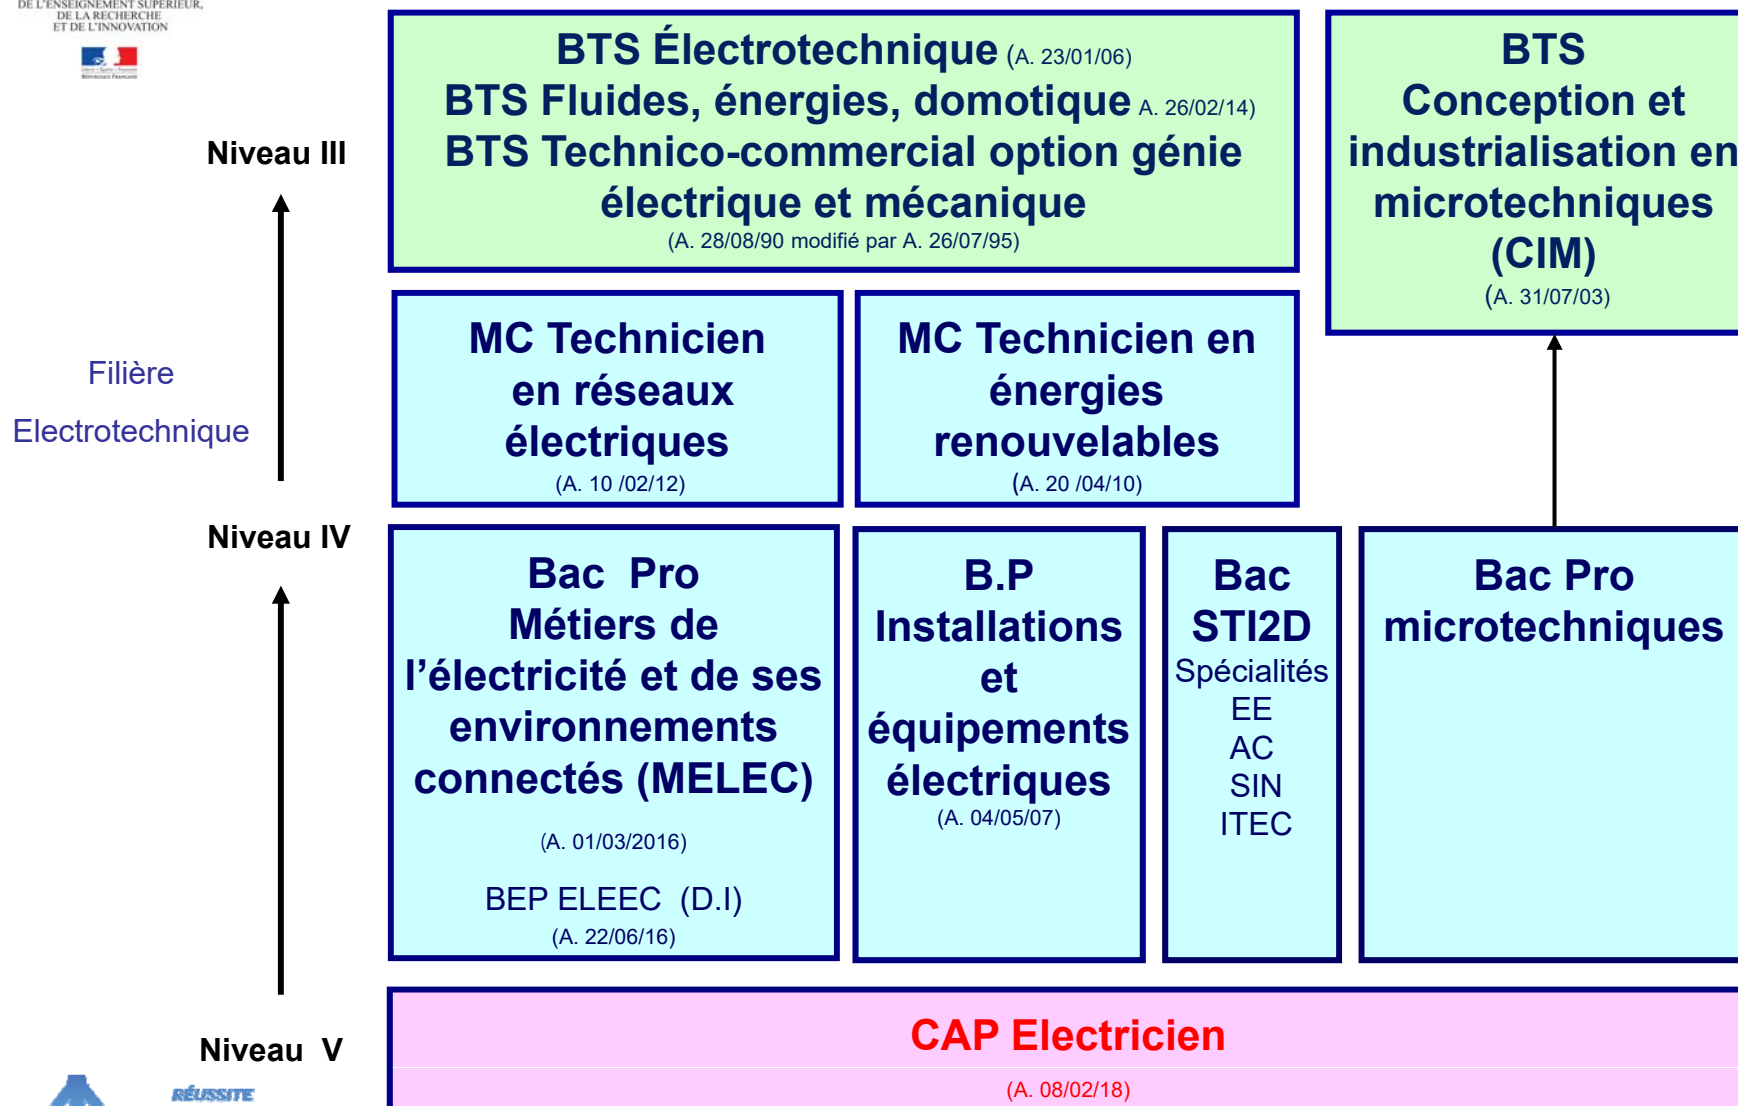 DE L'ENSEIGNEMENT SUPÉRIEUR,
DE LA RECHERCHE
ET DE L'INNOVATION
BTS Électrotechnique (A. 23/01/06)
BTS Fluides, énergies, domotique A. 26/02/14)
BTS Technico-commercial option génie
électrique et mécanique
(A. 28/08/90 modifié par A. 26/07/95)
BTS
Conception et
industrialisation en
microtechniques
(CIM)
(A. 31/07/03)
Niveau III
MC Technicien
en réseaux
électriques
(A. 10 /02/12)
MC Technicien en
énergies
renouvelables
(A. 20 /04/10)
Filière
Electrotechnique
Niveau IV
Bac Pro
Métiers de
l’électricité et de ses
environnements
connectés (MELEC)
(A. 01/03/2016)
BEP ELEEC (D.I)
(A. 22/06/16)
B.P
Installations
et
équipements
électriques
(A. 04/05/07)
Bac
STI2D
Spécialités
EE
AC
SIN
ITEC
Bac Pro
microtechniques
Niveau V
CAP Electricien
(A. 08/02/18)
RÉUSSITE